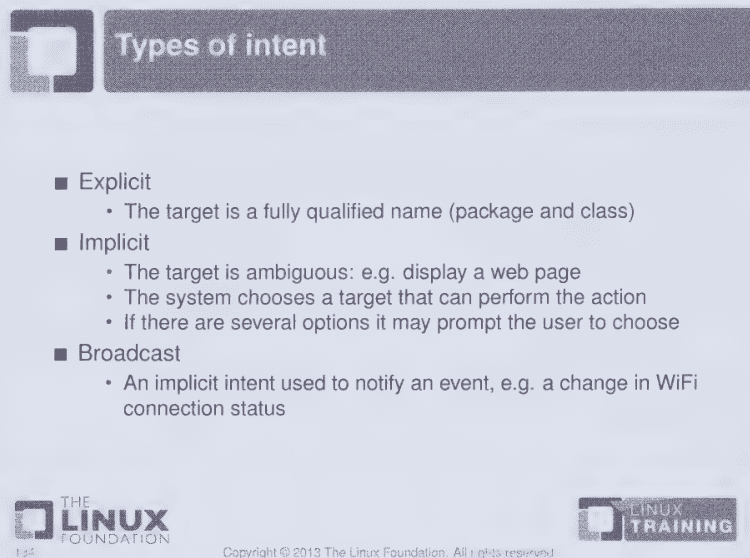 Types of intent
■ Explicit
• The target is a fully qualified name (package and class)
■ Implicit
• The target is ambiguous: e.g. display a web page
• The system chooses a target that can perform the action
• If there are several options it may prompt the user to choose
■ Broadcast
• An implicit intent used to notify an event, e.g. a change in WiFi
connection status
THE
LINUX
FOUNDATION
LINUX
TRAINING
Copyright © 2013 The Linux Foundation. All rights reserved